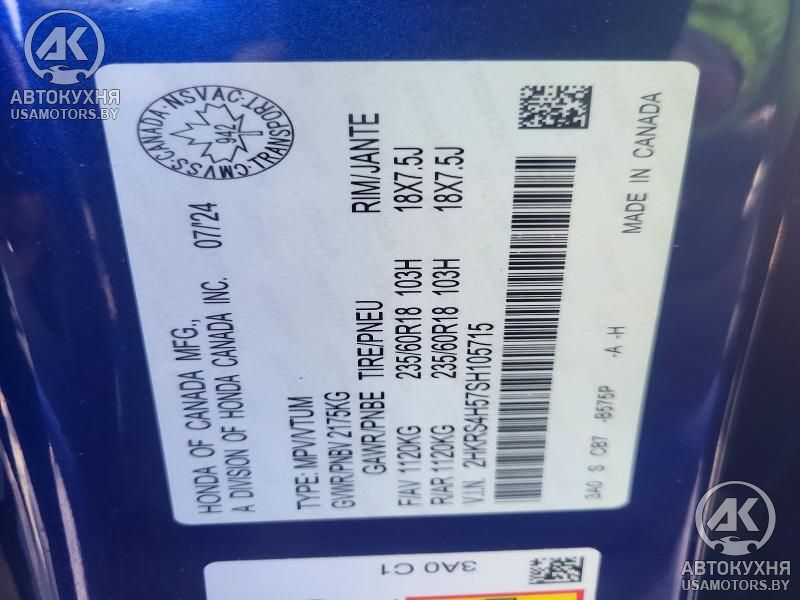 AK
АВТОКУХНЯ
USAMOTORS.BY
HONDA OF CANADA MFG.,
A DIVISION OF HONDA CANADA INC. 07/'24
CANADA · NSVAC · TRANSPORT · CMVSS
942
TYPE: MPV/VTUM
GVWR/PNBV 2175KG
GAWR/PNBE TIRE/PNEU RIM/JANTE
F/AV 1120KG 235/60R18 103H 18X7.5J
R/AR 1120KG 235/60R18 103H 18X7.5J
V.I.N. 2HKRS4H57SH105715
3A0 S CB7 -B575P -A -H
MADE IN CANADA
3A0 C1
AK
АВТОКУХНЯ
USAMOTORS.BY